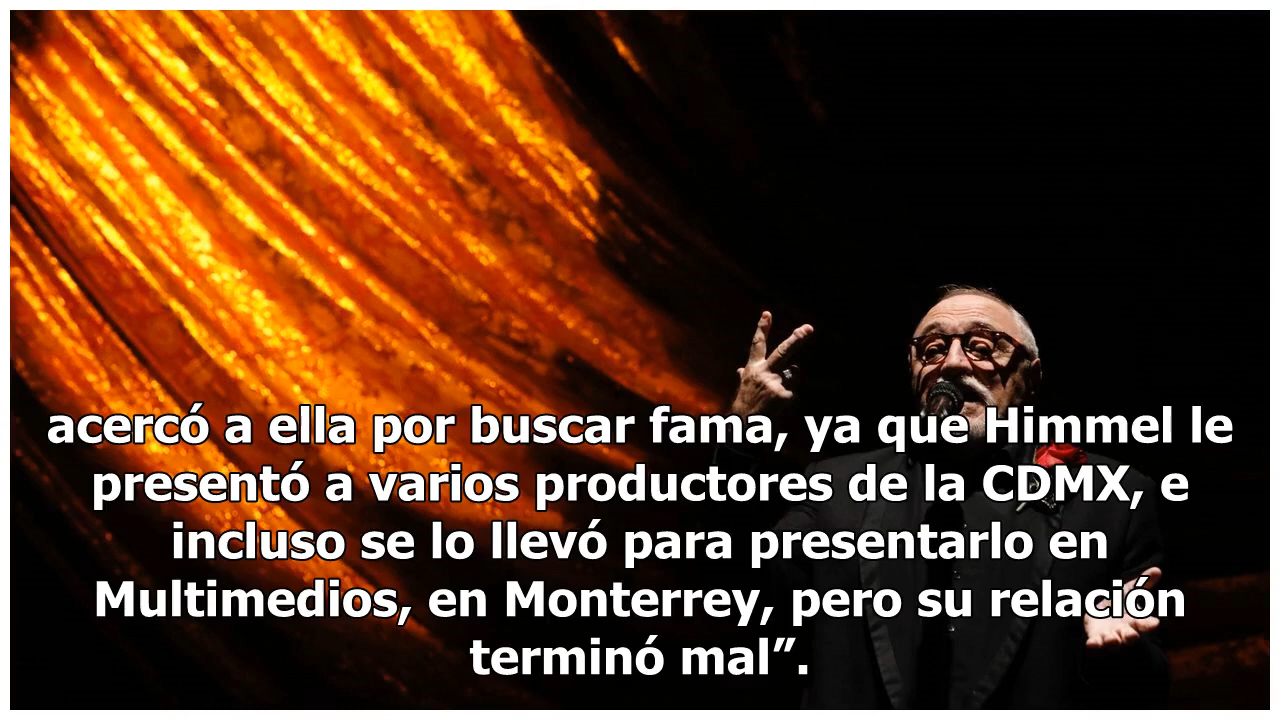 acercó a ella por buscar fama, ya que Himmel le
presentó a varios productores de la CDMX, e
incluso se lo llevó para presentarlo en
Multimedios, en Monterrey, pero su relación
terminó mal”.